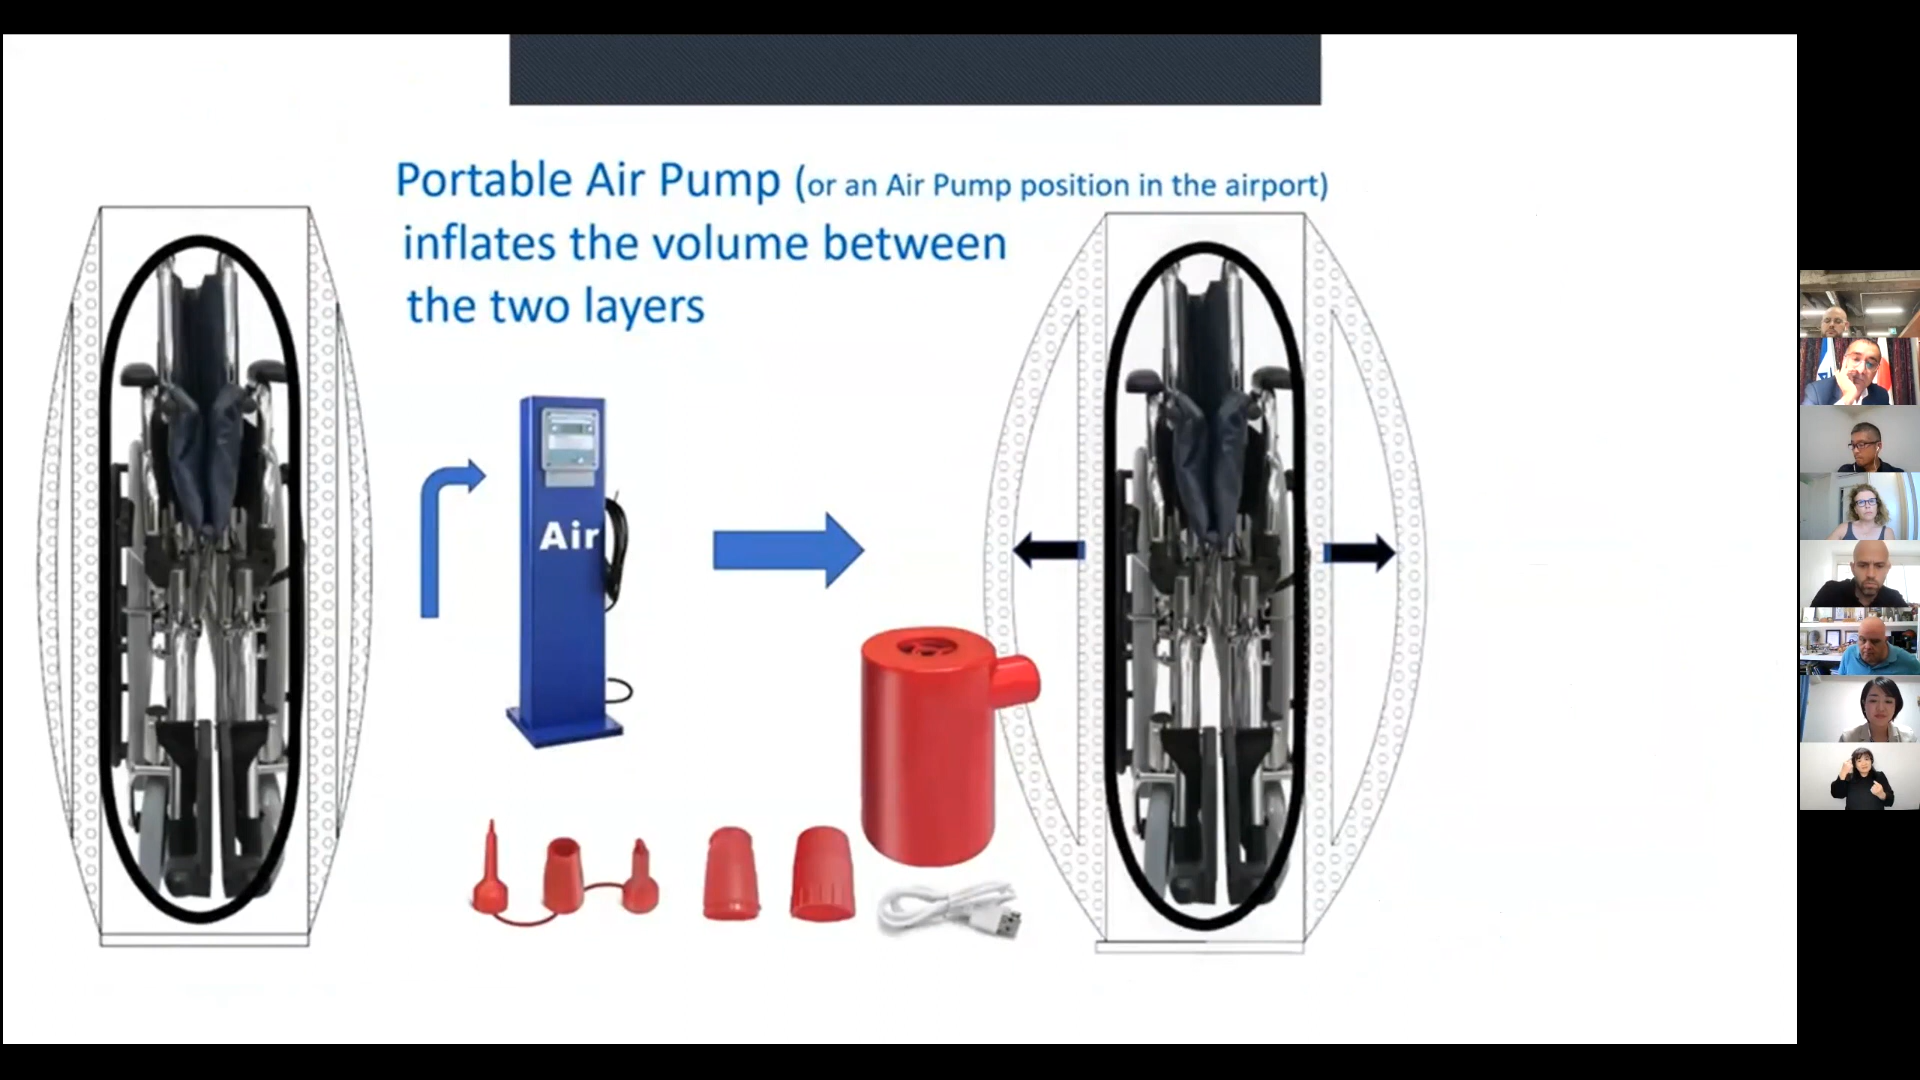 Portable Air Pump (or an Air Pump position in the airport)
inflates the volume between
the two layers
Air